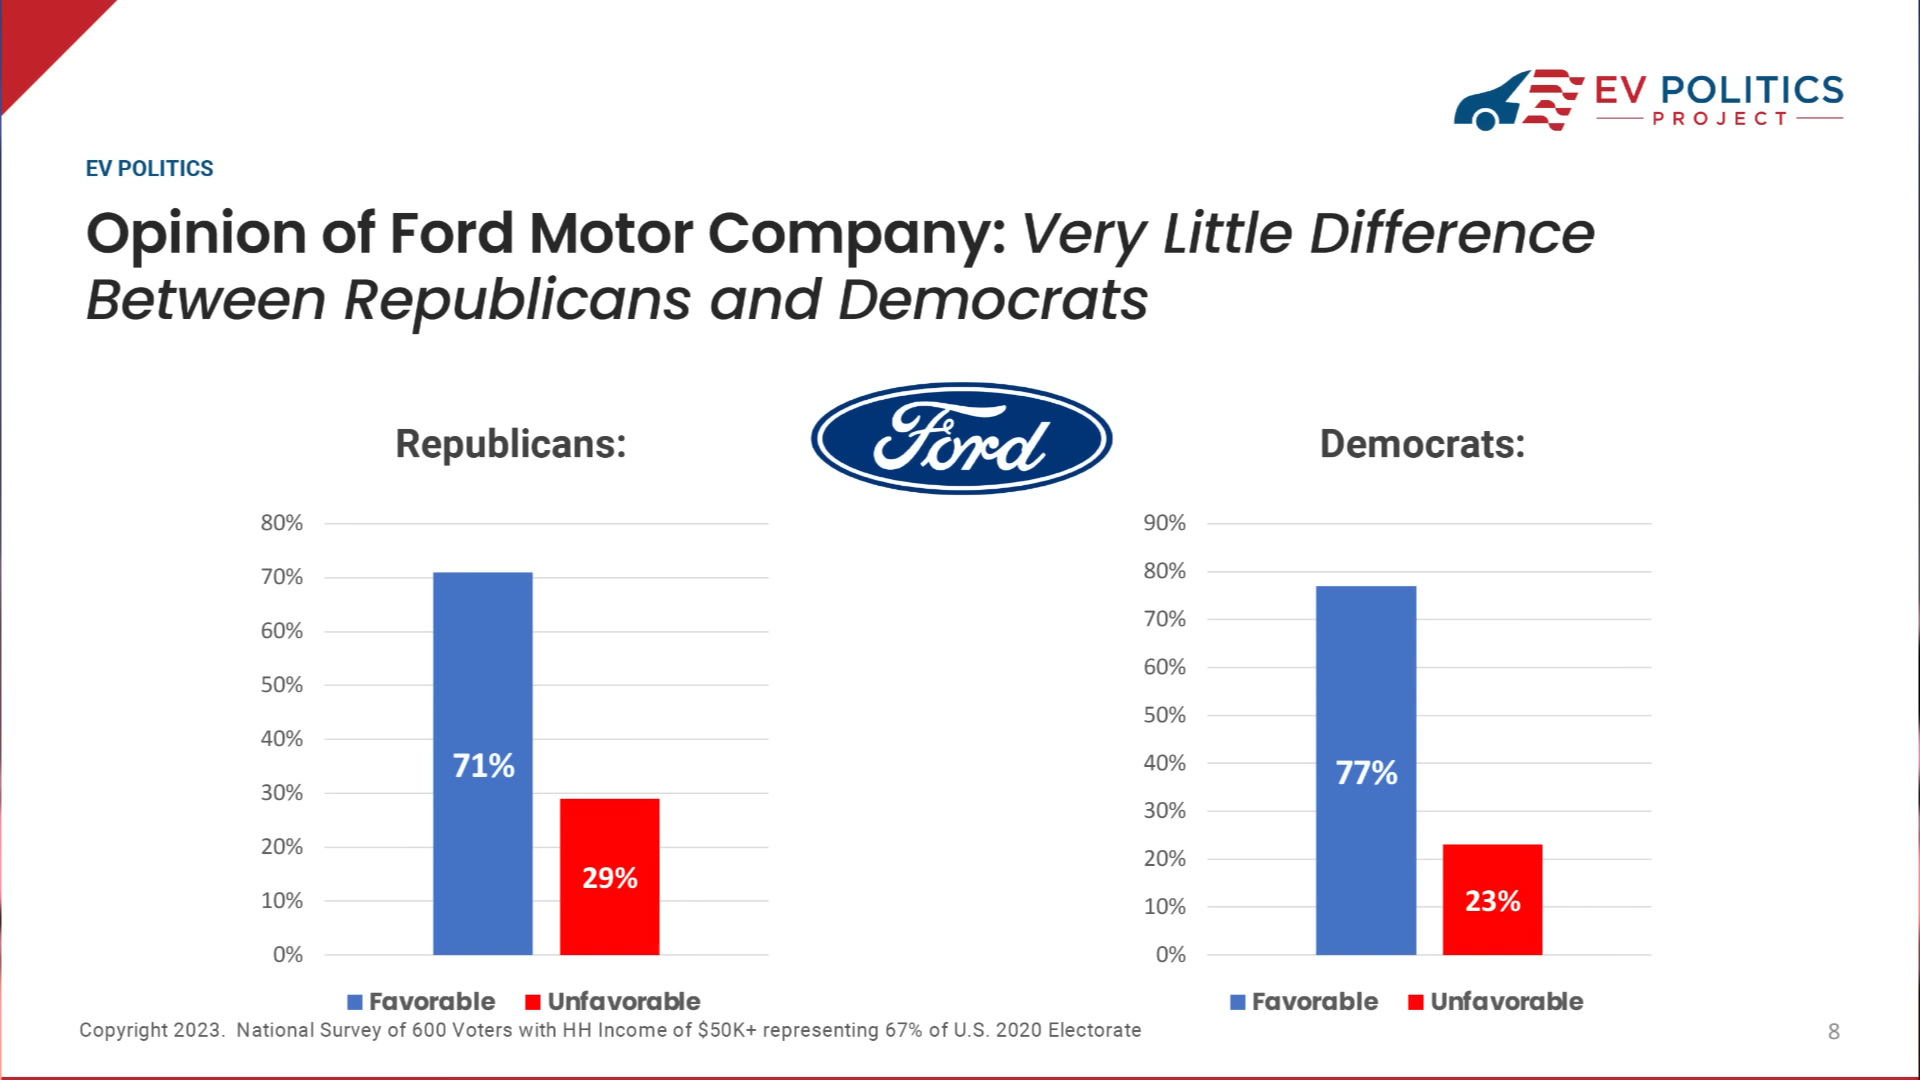 EV POLITICS
PROJECT
EV POLITICS
Opinion of Ford Motor Company: Very Little Difference
Between Republicans and Democrats
Republicans:
Ford
Democrats:
80%
70%
60%
50%
40%
30%
20%
10%
0%
71%
29%
Favorable Unfavorable
90%
80%
70%
60%
50%
40%
30%
20%
10%
0%
77%
23%
Favorable Unfavorable
Copyright 2023. National Survey of 600 Voters with HH Income of $50K+ representing 67% of U.S. 2020 Electorate
8